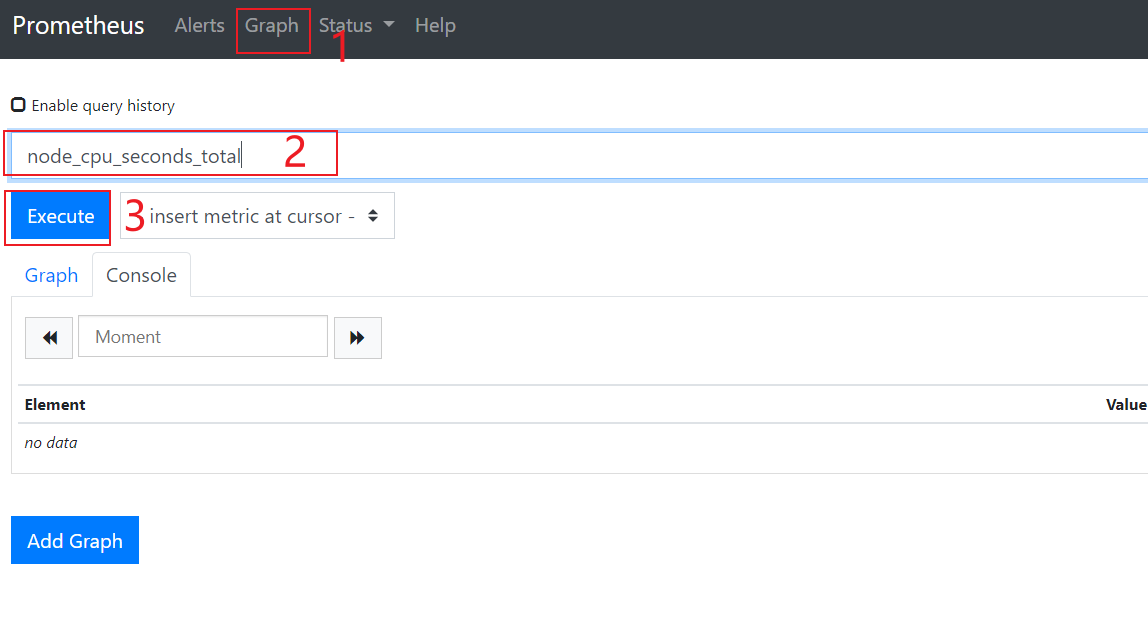 Prometheus Alerts Graph Status Help
1
Enable query history
node_cpu_seconds_total 2
Execute 3 insert metric at cursor -
Graph Console
Moment
Element Value
no data
Add Graph